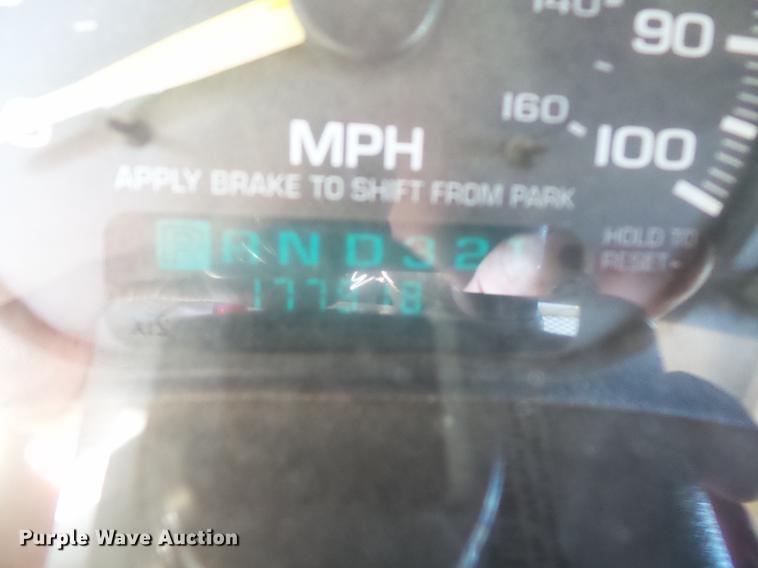 140
90
160
100
MPH
APPLY BRAKE TO SHIFT FROM PARK
P R N D 3 2 1
HOLD TO
RESET
Purple Wave Auction